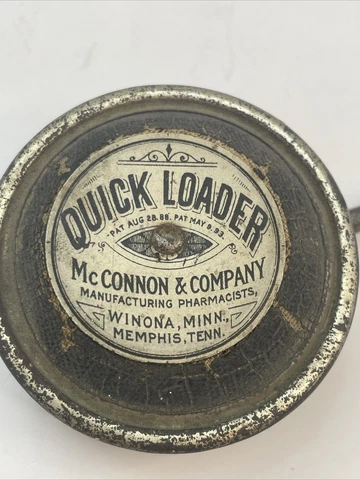 QUICK LOADER
PAT AUG 28.88. PAT MAY 9.93.
MCCONNON & COMPANY
MANUFACTURING PHARMACISTS,
WINONA, MINN.,
MEMPHIS, TENN.